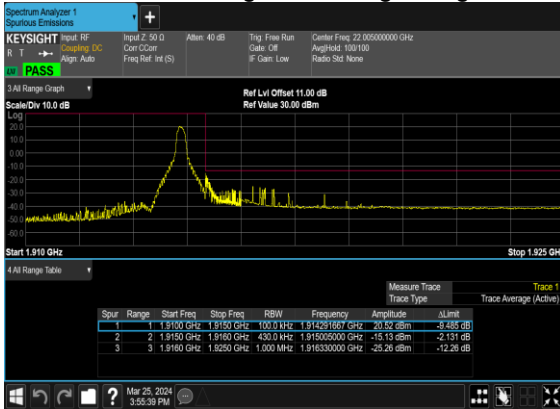 Spectrum Analyzer 1
Spurious Emissions
+
KEYSIGHT Input: RF Input Z: 50 Ω Atten: 40 dB Trig: Free Run Center Freq: 22.005000000 GHz
R T Coupling: DC Corr CCorr Gate: Off Avg|Hold: 100/100
Align: Auto Freq Ref: Int (S) IF Gain: Low Radio Std: None
PASS
3 All Range Graph
Ref Lvl Offset 11.00 dB
Scale/Div 10.0 dB Ref Value 30.00 dBm
Log
20.0
10.0
0.00
-10.0
-20.0
-30.0
-40.0
-50.0
-60.0
Start 1.910 GHz Stop 1.925 GH
4 All Range Table
Measure Trace Trace 1
Trace Type Trace Average (Active)
Spur Range Start Freq Stop Freq RBW Frequency Amplitude ΔLimit
1 1 1.9100 GHz 1.9150 GHz 100.0 kHz 1.914291667 GHz 20.52 dBm -9.485 dB
2 2 1.9150 GHz 1.9160 GHz 430.0 kHz 1.915005000 GHz -15.13 dBm -2.131 dB
3 3 1.9160 GHz 1.9250 GHz 1.000 MHz 1.916330000 GHz -25.26 dBm -12.26 dB
? Mar 25, 2024
3:55:39 PM